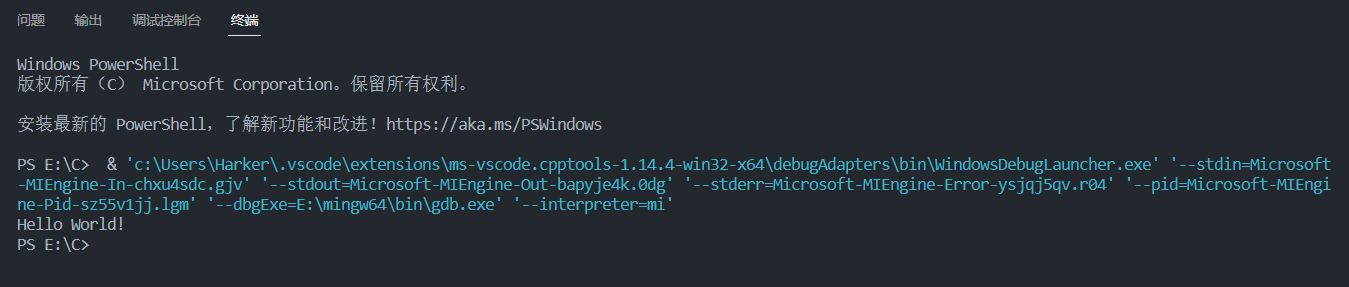 问题 输出 调试控制台 终端
Windows PowerShell
版权所有（C） Microsoft Corporation。保留所有权利。
安装最新的 PowerShell，了解新功能和改进！https://aka.ms/PSWindows
PS E:\C>  & 'c:\Users\Harker\.vscode\extensions\ms-vscode.cpptools-1.14.4-win32-x64\debugAdapters\bin\WindowsDebugLauncher.exe' '--stdin=Microsoft
-MIEngine-In-chxu4sdc.gjv' '--stdout=Microsoft-MIEngine-Out-bapyje4k.0dg' '--stderr=Microsoft-MIEngine-Error-ysjqj5qv.r04' '--pid=Microsoft-MIEngi
ne-Pid-sz55v1jj.lgm' '--dbgExe=E:\mingw64\bin\gdb.exe' '--interpreter=mi'
Hello World!
PS E:\C>